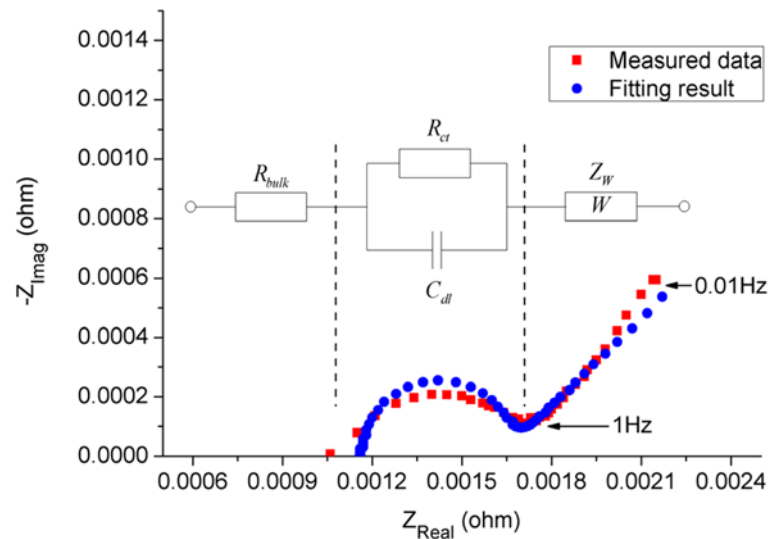 0.0014
0.0012
0.0010
0.0008
0.0006
0.0004
0.0002
0.0000
-Z_Imag (ohm)
Measured data
Fitting result
R_ct
R_bulk
Z_W
W
C_dl
0.01Hz
1Hz
0.0006 0.0009 0.0012 0.0015 0.0018 0.0021 0.0024
Z_Real (ohm)